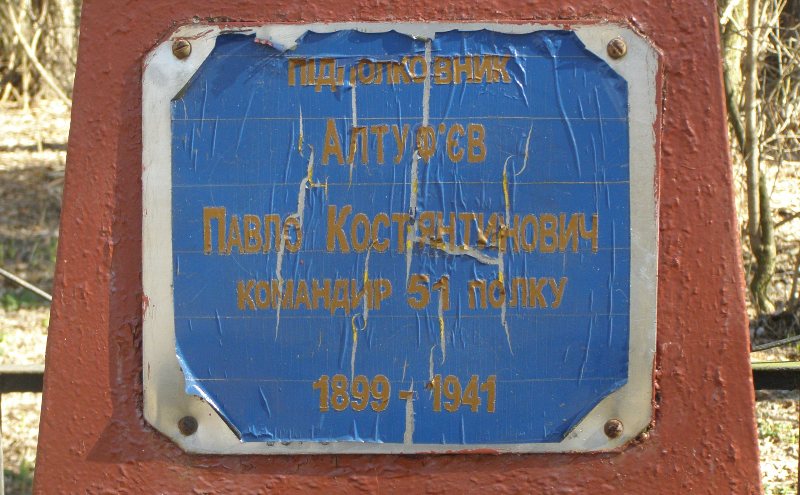 ПІДПОЛКОВНИК
АЛТУФ'ЄВ
ПАВЛО КОСТЯНТИНОВИЧ
КОМАНДИР 51 ПОЛКУ
1899 - 1941